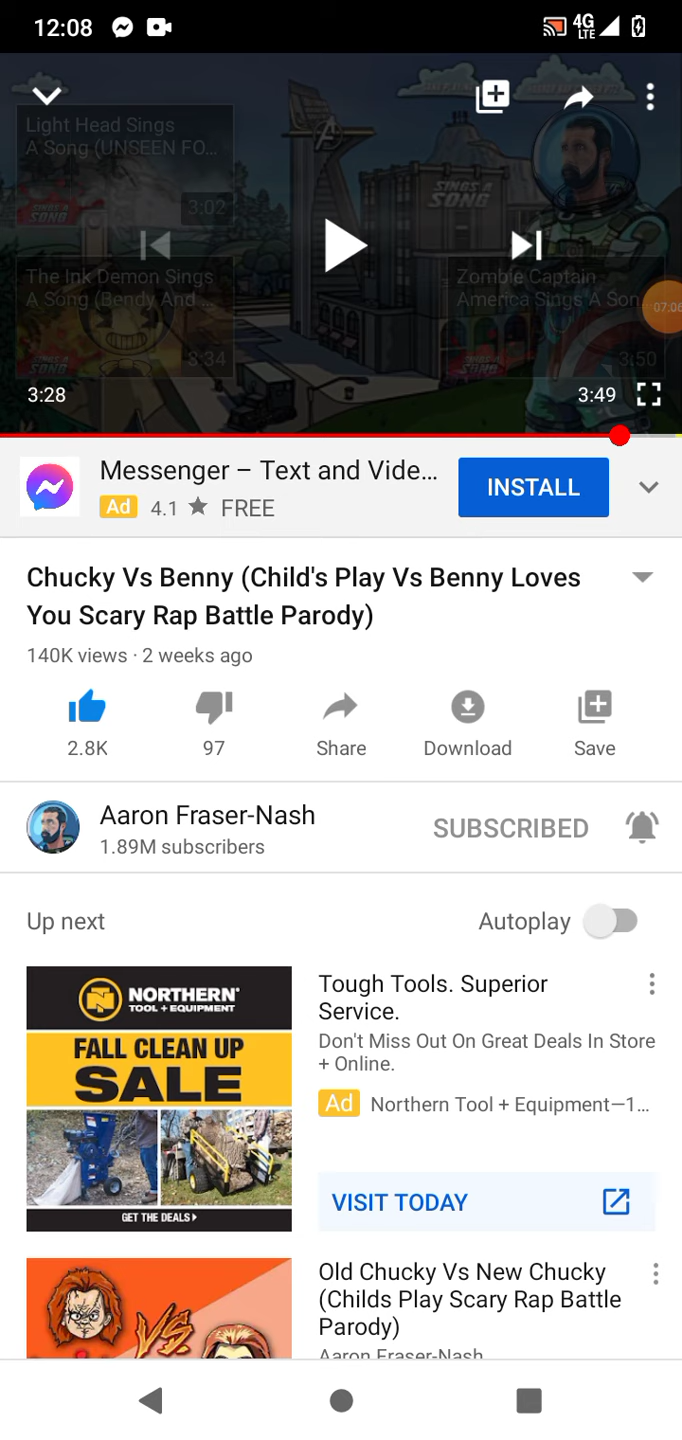 12:08
4G
LTE
Light Head Sings
A Song (UNSEEN FO...
SINGS A
SONG
3:02
SINGS A
SONG
The Ink Demon Sings
A Song (Bendy And ...
Zombie Captain
America Sings A Son...
07:06
3:34
3:50
SONG
SONG
3:28
3:49
Messenger – Text and Vide...
INSTALL
Ad 4.1 ★ FREE
Chucky Vs Benny (Child's Play Vs Benny Loves
You Scary Rap Battle Parody)
140K views · 2 weeks ago
2.8K
97
Share
Download
Save
Aaron Fraser-Nash
1.89M subscribers
SUBSCRIBED
Up next
Autoplay
NORTHERN
TOOL + EQUIPMENT
FALL CLEAN UP
SALE
GET THE DEALS
Tough Tools. Superior
Service.
Don't Miss Out On Great Deals In Store
+ Online.
Ad Northern Tool + Equipment—1...
VISIT TODAY
VS.
Old Chucky Vs New Chucky
(Childs Play Scary Rap Battle
Parody)
Aaron Fraser-Nash